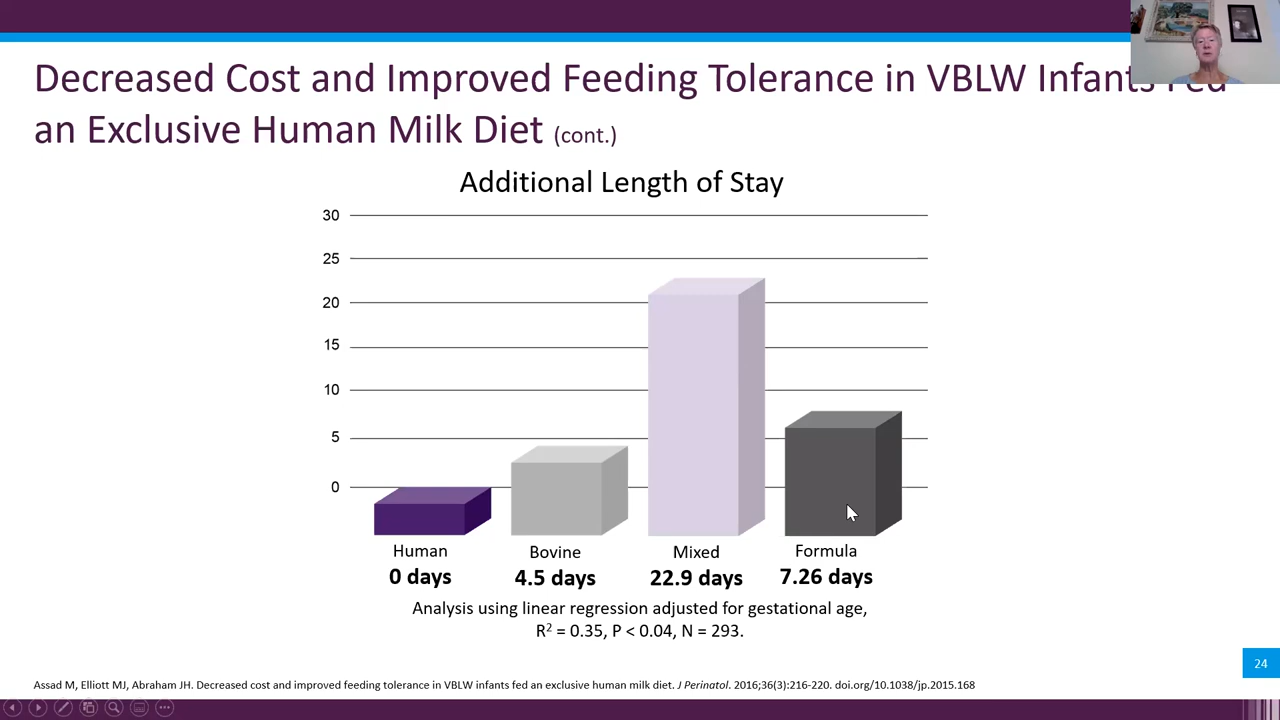 Decreased Cost and Improved Feeding Tolerance in VBLW Infants Fed
an Exclusive Human Milk Diet (cont.)
Additional Length of Stay
30
25
20
15
10
5
0
Human
Bovine
Mixed
Formula
0 days
4.5 days
22.9 days
7.26 days
Analysis using linear regression adjusted for gestational age,
R² = 0.35, P < 0.04, N = 293.
24
Assad M, Elliott MJ, Abraham JH. Decreased cost and improved feeding tolerance in VBLW infants fed an exclusive human milk diet. J Perinatol. 2016;36(3):216-220. doi.org/10.1038/jp.2015.168